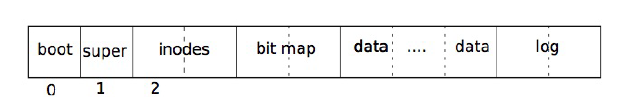 boot super inodes bit map data .... data log
0 1 2